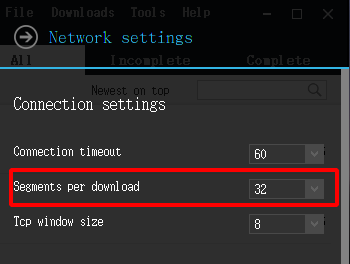 File Downloads Tools Help
Network settings
All Incomplete Complete
Newest on top
Connection settings
Connection timeout 60
Segments per download 32
Tcp window size 8